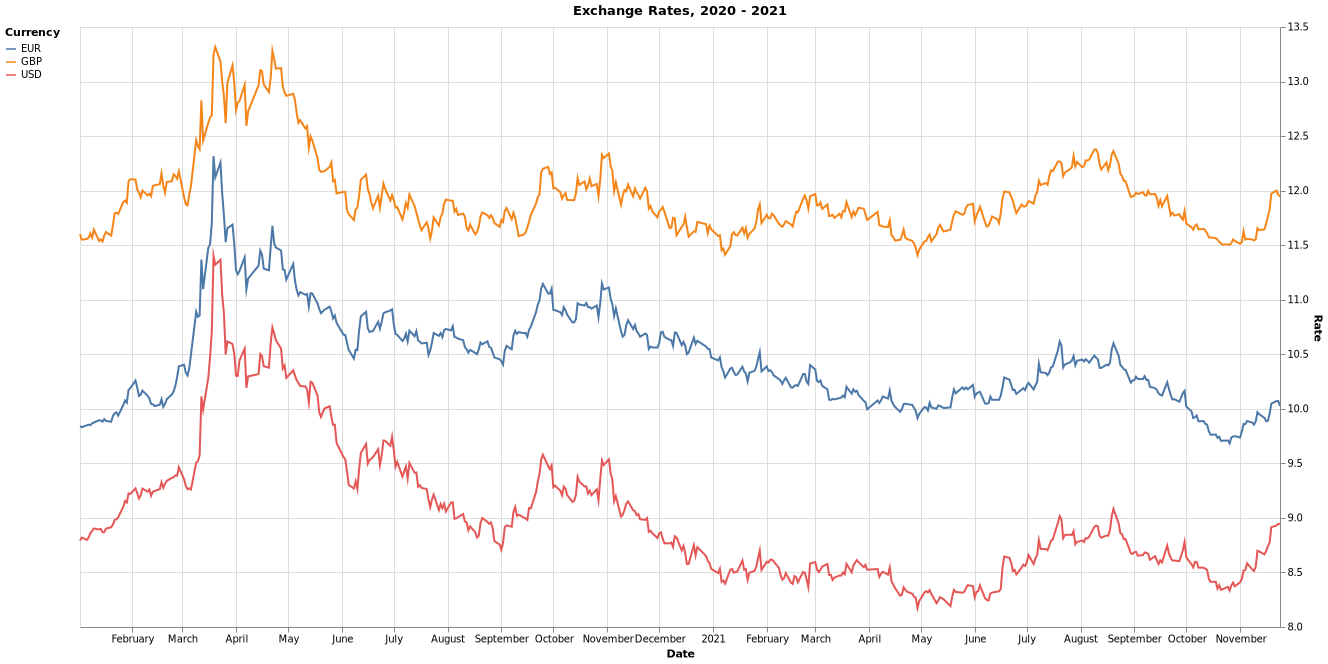 Exchange Rates, 2020 - 2021
Currency
EUR
GBP
USD
13.5
13.0
12.5
12.0
11.5
11.0
10.5
10.0
9.5
9.0
8.5
8.0
Rate
February March April May June July August September October November December 2021 February March April May June July August September October November
Date